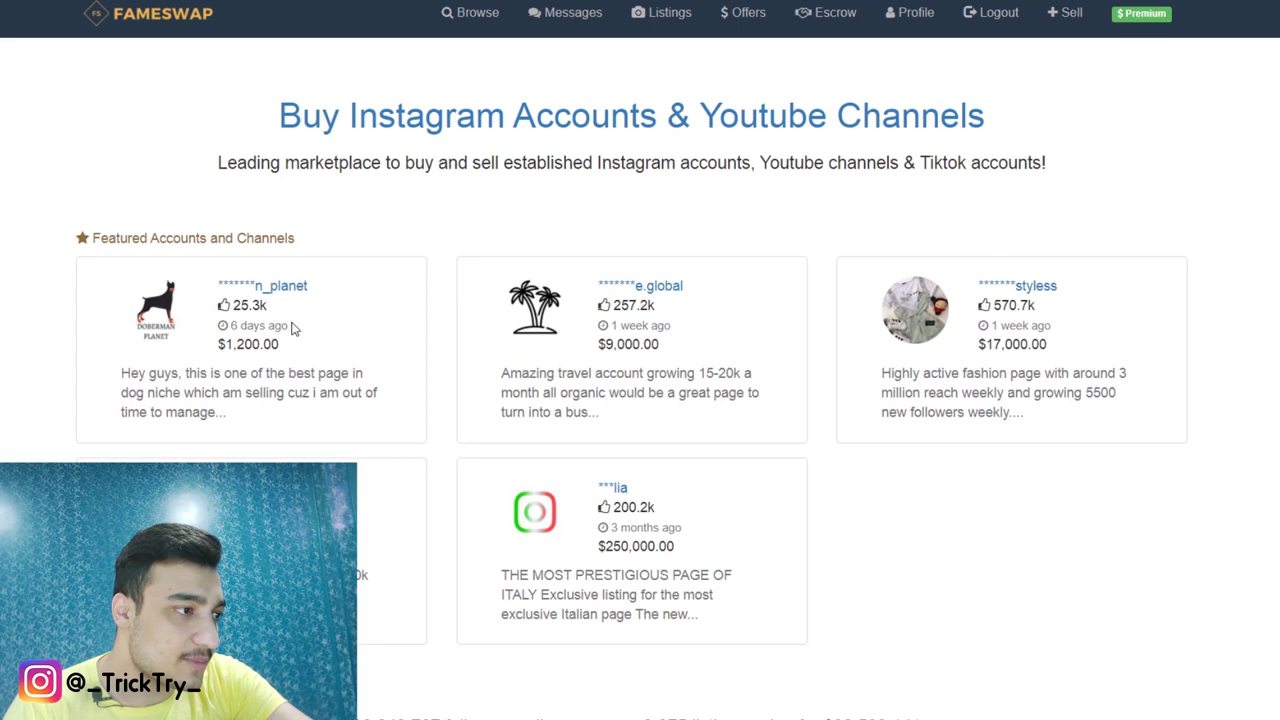 FS FAMESWAP
Browse Messages Listings $ Offers Escrow Profile Logout + Sell $ Premium
Buy Instagram Accounts & Youtube Channels
Leading marketplace to buy and sell established Instagram accounts, Youtube channels & Tiktok accounts!
Featured Accounts and Channels
*******n_planet
25.3k
6 days ago
$1,200.00
DOBERMAN
PLANET
Hey guys, this is one of the best page in
dog niche which am selling cuz i am out of
time to manage...
*******e.global
257.2k
1 week ago
$9,000.00
Amazing travel account growing 15-20k a
month all organic would be a great page to
turn into a bus...
*******styless
570.7k
1 week ago
$17,000.00
Highly active fashion page with around 3
million reach weekly and growing 5500
new followers weekly....
0k
***lia
200.2k
3 months ago
$250,000.00
THE MOST PRESTIGIOUS PAGE OF
ITALY Exclusive listing for the most
exclusive Italian page The new...
@_TrickTry_